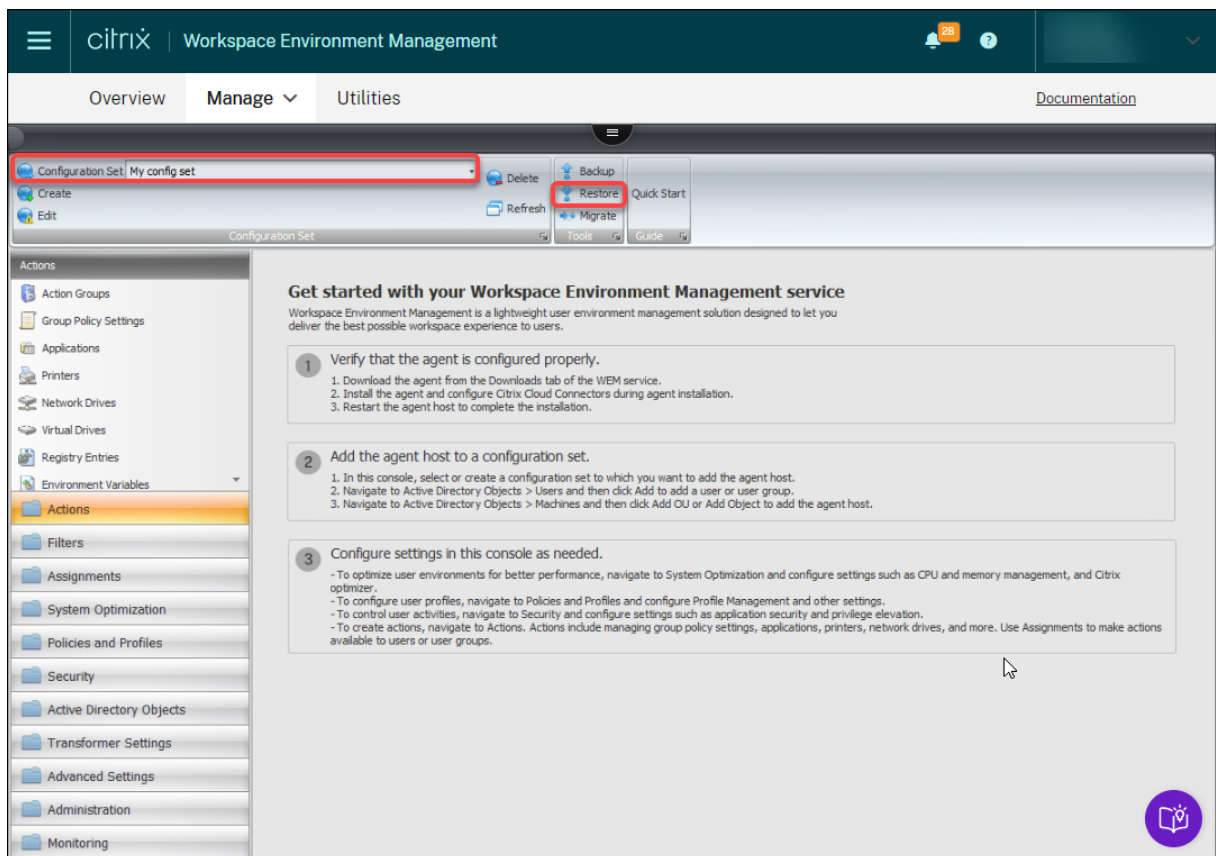 citrix | Workspace Environment Management
28
?
Overview
Manage
Utilities
Documentation
Configuration Set My config set
Create
Edit
Delete
Refresh
Configuration Set
Backup
Restore
Migrate
Tools
Quick Start
Guide
Actions
Action Groups
Group Policy Settings
Applications
Printers
Network Drives
Virtual Drives
Registry Entries
Environment Variables
Actions
Filters
Assignments
System Optimization
Policies and Profiles
Security
Active Directory Objects
Transformer Settings
Advanced Settings
Administration
Monitoring
Get started with your Workspace Environment Management service
Workspace Environment Management is a lightweight user environment management solution designed to let you
deliver the best possible workspace experience to users.
1
Verify that the agent is configured properly.
1. Download the agent from the Downloads tab of the WEM service.
2. Install the agent and configure Citrix Cloud Connectors during agent installation.
3. Restart the agent host to complete the installation.
2
Add the agent host to a configuration set.
1. In this console, select or create a configuration set to which you want to add the agent host.
2. Navigate to Active Directory Objects > Users and then click Add to add a user or user group.
3. Navigate to Active Directory Objects > Machines and then click Add OU or Add Object to add the agent host.
3
Configure settings in this console as needed.
- To optimize user environments for better performance, navigate to System Optimization and configure settings such as CPU and memory management, and Citrix
optimizer.
- To configure user profiles, navigate to Policies and Profiles and configure Profile Management and other settings.
- To control user activities, navigate to Security and configure settings such as application security and privilege elevation.
- To create actions, navigate to Actions. Actions include managing group policy settings, applications, printers, network drives, and more. Use Assignments to make actions
available to users or user groups.